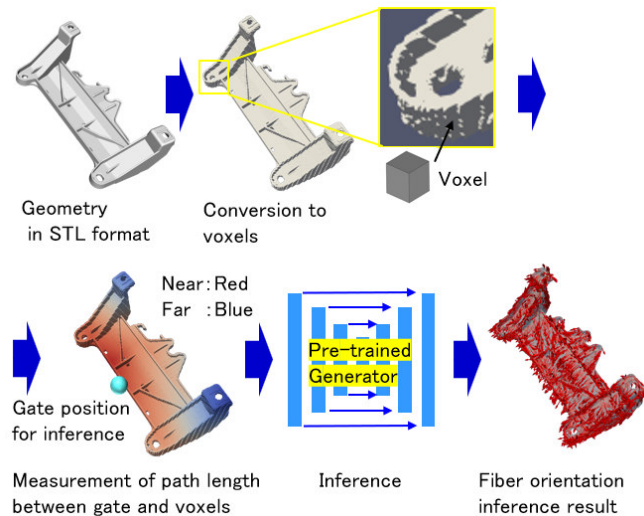 Voxel
Geometry
in STL format
Conversion to
voxels
Near:Red
Far :Blue
Pre-trained
Generator
Gate position
for inference
Measurement of path length
between gate and voxels
Inference
Fiber orientation
inference result